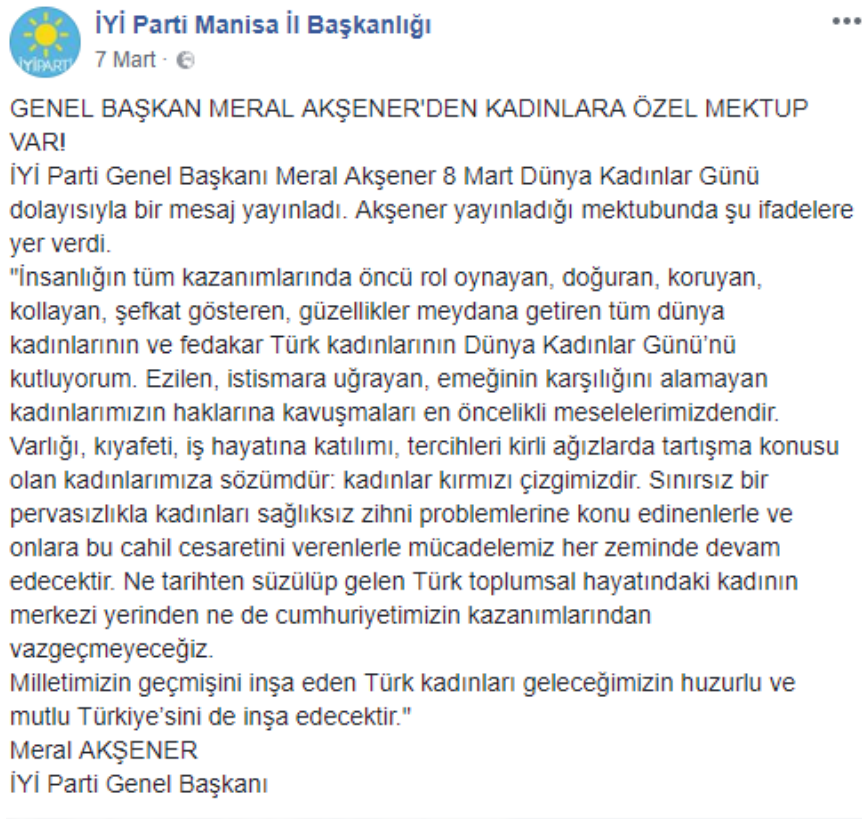 İYİ Parti Manisa İl Başkanlığı
7 Mart ·
İYİPARTİ
GENEL BAŞKAN MERAL AKŞENER'DEN KADINLARA ÖZEL MEKTUP
VAR!
İYİ Parti Genel Başkanı Meral Akşener 8 Mart Dünya Kadınlar Günü
dolayısıyla bir mesaj yayınladı. Akşener yayınladığı mektubunda şu ifadelere
yer verdi.
"İnsanlığın tüm kazanımlarında öncü rol oynayan, doğuran, koruyan,
kollayan, şefkat gösteren, güzellikler meydana getiren tüm dünya
kadınlarının ve fedakar Türk kadınlarının Dünya Kadınlar Günü’nü
kutluyorum. Ezilen, istismara uğrayan, emeğinin karşılığını alamayan
kadınlarımızın haklarına kavuşmaları en öncelikli meselelerimizdendir.
Varlığı, kıyafeti, iş hayatına katılımı, tercihleri kirli ağızlarda tartışma konusu
olan kadınlarımıza sözümdür: kadınlar kırmızı çizgimizdir. Sınırsız bir
pervasızlıkla kadınları sağlıksız zihni problemlerine konu edinenlerle ve
onlara bu cahil cesaretini verenlerle mücadelemiz her zeminde devam
edecektir. Ne tarihten süzülüp gelen Türk toplumsal hayatındaki kadının
merkezi yerinden ne de cumhuriyetimizin kazanımlarından
vazgeçmeyeceğiz.
Milletimizin geçmişini inşa eden Türk kadınları geleceğimizin huzurlu ve
mutlu Türkiye’sini de inşa edecektir."
Meral AKŞENER
İYİ Parti Genel Başkanı